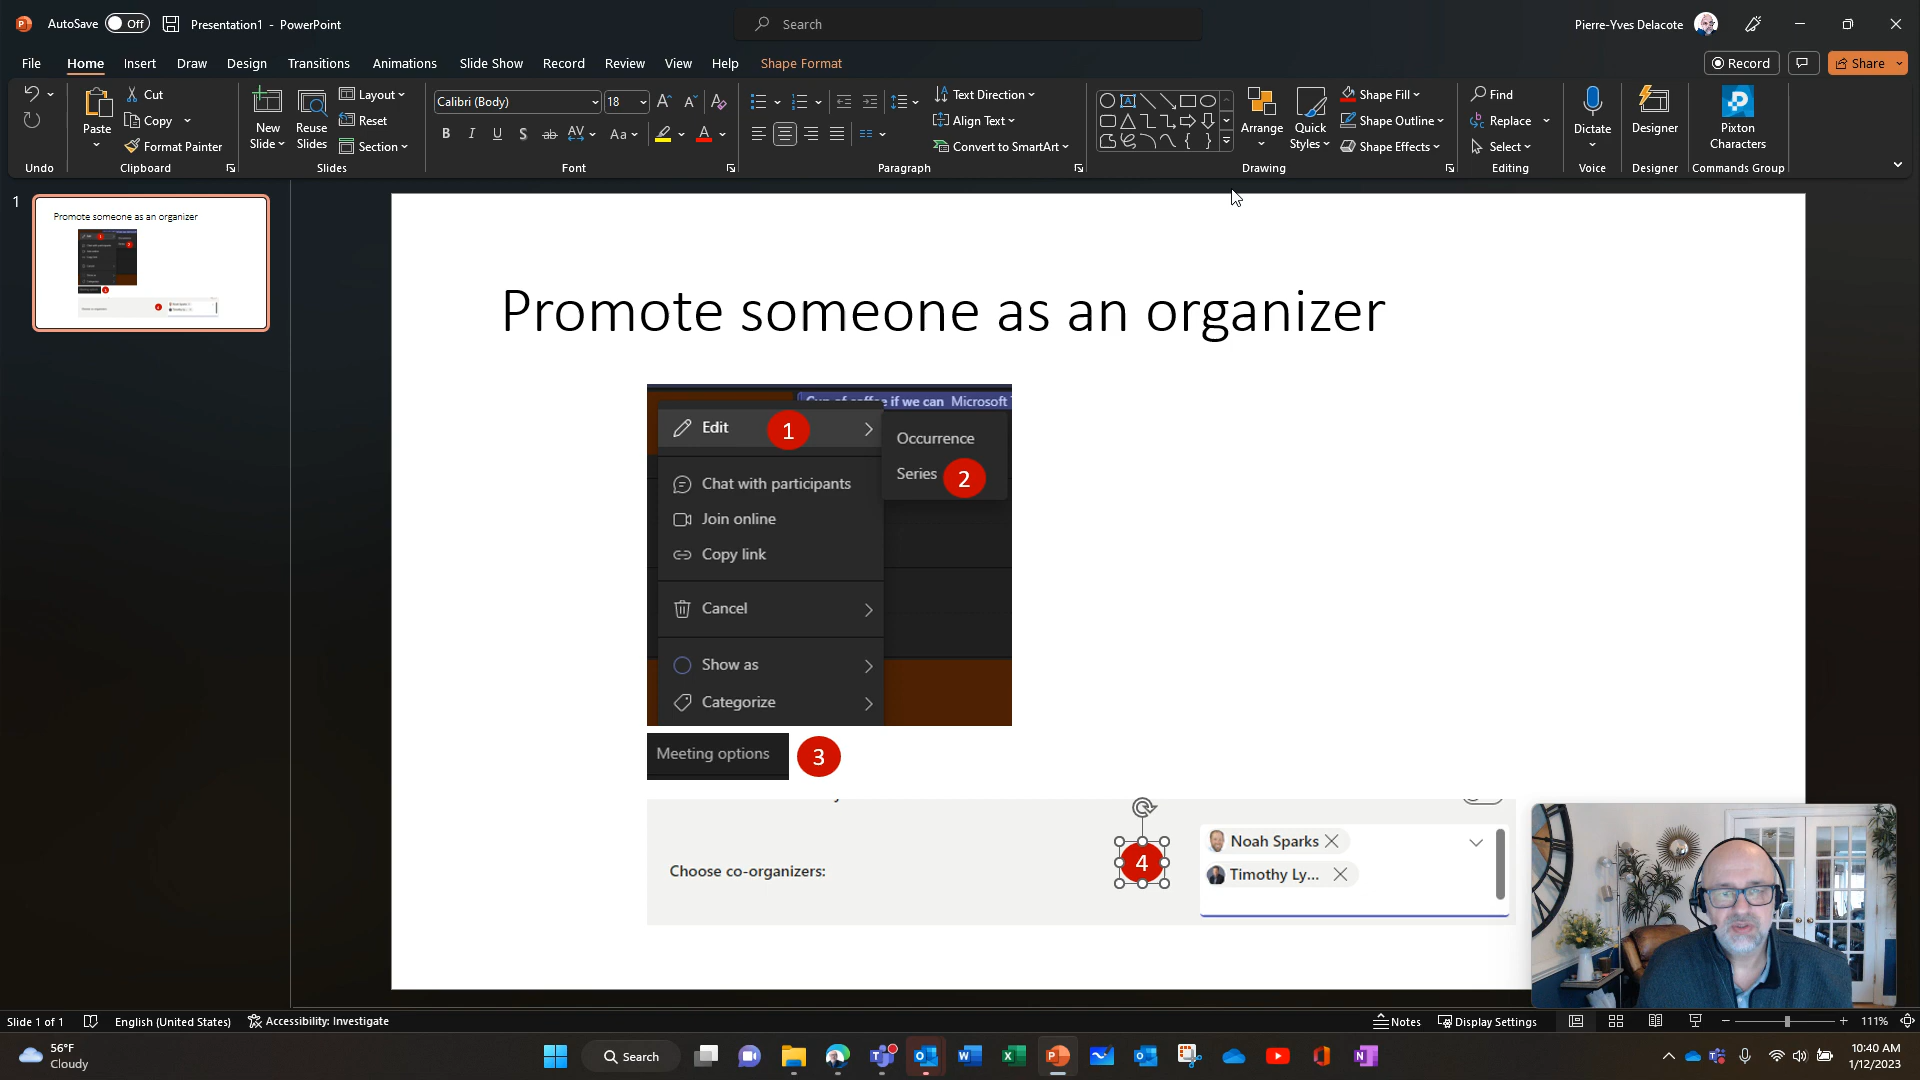 AutoSave Off Presentation1 - PowerPoint Search Pierre-Yves Delacote
File Home Insert Draw Design Transitions Animations Slide Show Record Review View Help Shape Format Record Share
Undo
Paste Cut Copy Format Painter
Clipboard
New Slide Reuse Slides Layout Reset Section
Slides
Calibri (Body) 18
B I U S ab AV Aa A
Font
Text Direction Align Text Convert to SmartArt
Paragraph
Arrange Quick Styles Shape Fill Shape Outline Shape Effects
Drawing
Find Replace Select
Editing
Dictate
Voice
Designer
Designer
Pixton Characters
Commands Group
1
Promote someone as an organizer
Promote someone as an organizer
if we can Microsoft
Edit 1
Occurrence
Series 2
Chat with participants
Join online
Copy link
Cancel
Show as
Categorize
Meeting options 3
Choose co-organizers: 4
Noah Sparks
Timothy Ly...
Slide 1 of 1 English (United States) Accessibility: Investigate Notes Display Settings 111%
56°F
Cloudy
Search
10:40 AM
1/12/2023